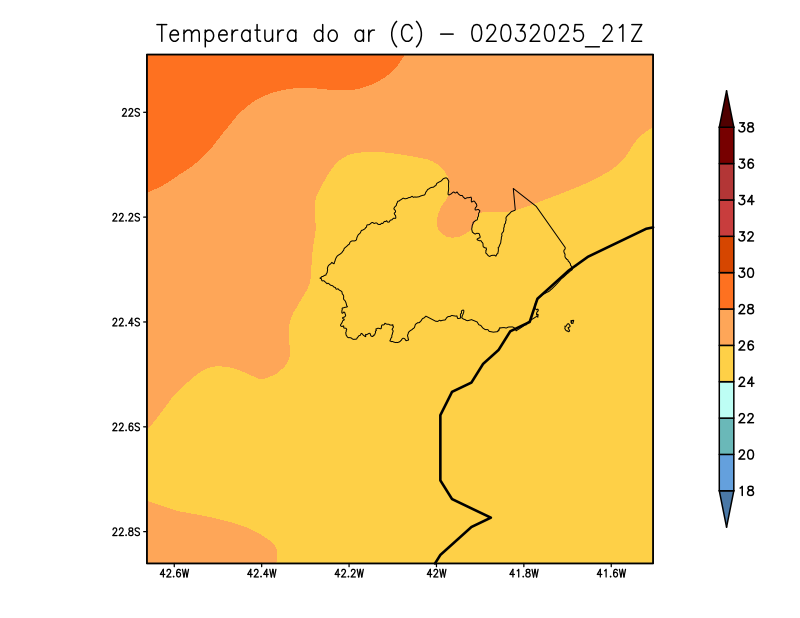 Temperatura do ar (C) - 02032025_21Z
22S
22.2S
22.4S
22.6S
22.8S
42.6W
42.4W
42.2W
42W
41.8W
41.6W
38
36
34
32
30
28
26
24
22
20
18